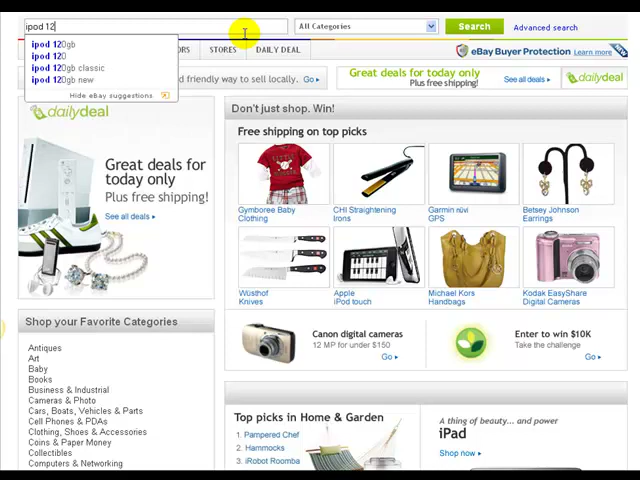 ipod 12
All Categories
Search
Advanced search
ipod 120gb
ipod 120
ipod 120gb classic
ipod 120gb new
Hide eBay suggestions
STORES
DAILY DEAL
eBay Buyer Protection Learn more
friendly way to sell locally. Go
Great deals for today only
Plus free shipping!
See all deals
dailydeal
dailydeal
Great deals for
today only
Plus free shipping!
See all deals
Don't just shop. Win!
Free shipping on top picks
Gymboree Baby
Clothing
CHI Straightening
Irons
Garmin nüvi
GPS
Betsey Johnson
Earrings
Wüsthof
Knives
Apple
iPod touch
Michael Kors
Handbags
Kodak EasyShare
Digital Cameras
Canon digital cameras
12 MP for under $150
Go
Enter to win $10K
Take the challenge
Go
Shop your Favorite Categories
Antiques
Art
Baby
Books
Business & Industrial
Cameras & Photo
Cars, Boats, Vehicles & Parts
Cell Phones & PDAs
Clothing, Shoes & Accessories
Coins & Paper Money
Collectibles
Computers & Networking
Top picks in Home & Garden
1. Pampered Chef
2. Hammocks
3. iRobot Roomba
A thing of beauty... and power
iPad
Shop now